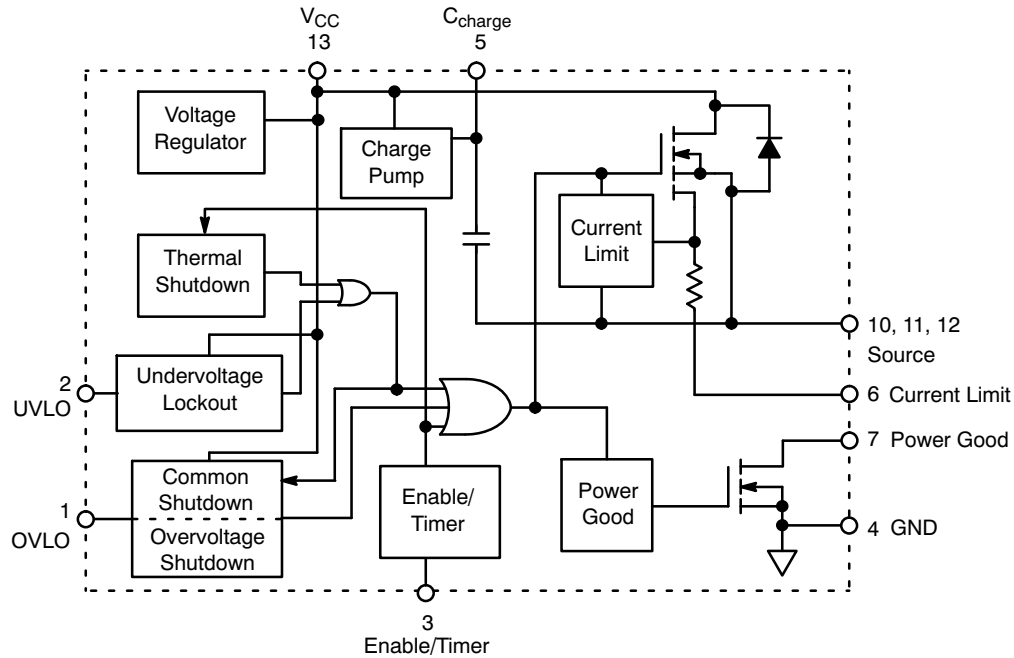 VCC
13
Ccharge
5
Voltage
Regulator
Charge
Pump
Current
Limit
Thermal
Shutdown
10, 11, 12
Source
2
UVLO
Undervoltage
Lockout
6 Current Limit
7 Power Good
1
OVLO
Common
Shutdown
Overvoltage
Shutdown
Enable/
Timer
Power
Good
4 GND
3
Enable/Timer